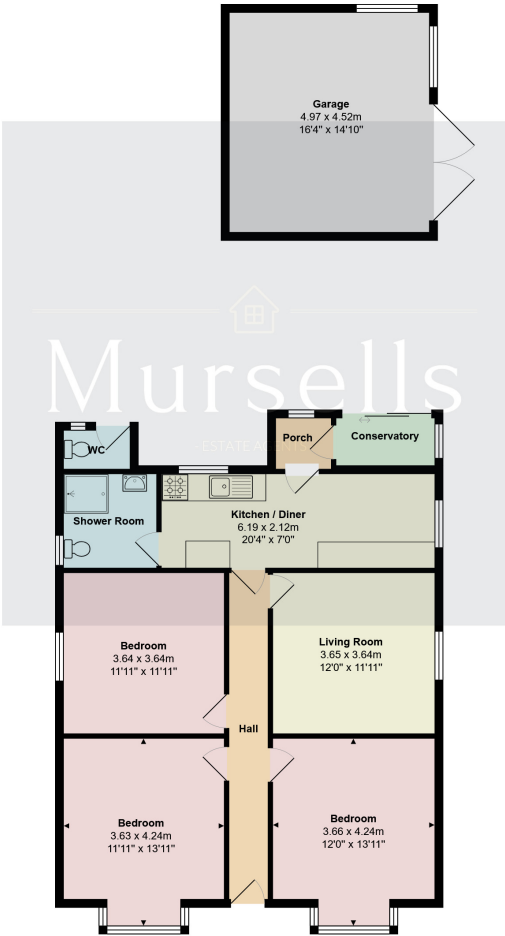 Garage
4.97 x 4.52m
16'4" x 14'10"
Mursells
ESTATE AGENTS
WC
Porch
Conservatory
Shower Room
Kitchen / Diner
6.19 x 2.12m
20'4" x 7'0"
Bedroom
3.64 x 3.64m
11'11" x 11'11"
Living Room
3.65 x 3.64m
12'0" x 11'11"
Hall
Bedroom
3.63 x 4.24m
11'11" x 13'11"
Bedroom
3.66 x 4.24m
12'0" x 13'11"